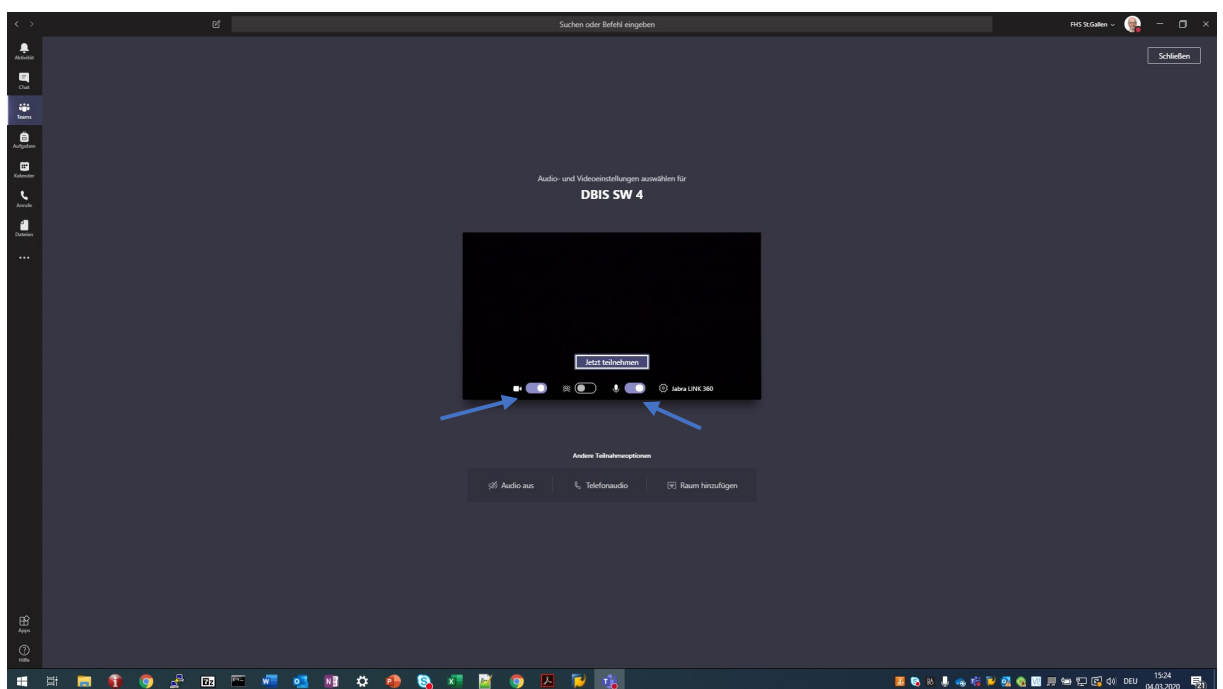 Suchen oder Befehl eingeben
FHS St.Gallen
Schließen
Aktivität
Chat
Teams
Aufgaben
Kalender
Anrufe
Dateien
Audio- und Videoeinstellungen auswählen für
DBIS SW 4
Jetzt teilnehmen
Jabra LINK 360
Andere Teilnahmeoptionen
Audio aus
Telefonaudio
Raum hinzufügen
Apps
Hilfe
DEU
15:24
04.03.2020
21